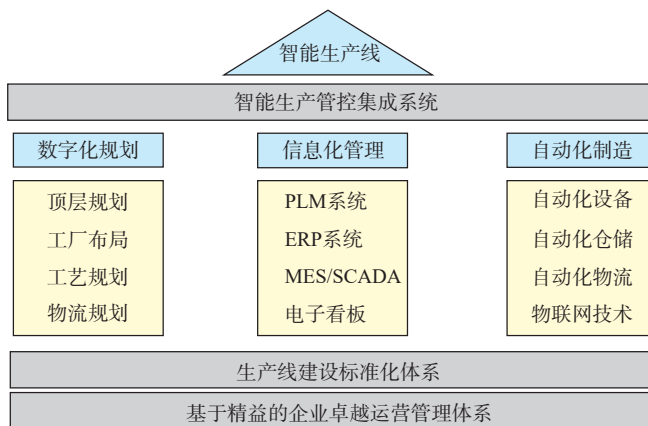 智能生产线
智能生产管控集成系统
数字化规划
信息化管理
自动化制造
顶层规划
工厂布局
工艺规划
物流规划
PLM系统
ERP系统
MES/SCADA
电子看板
自动化设备
自动化仓储
自动化物流
物联网技术
生产线建设标准化体系
基于精益的企业卓越运营管理体系